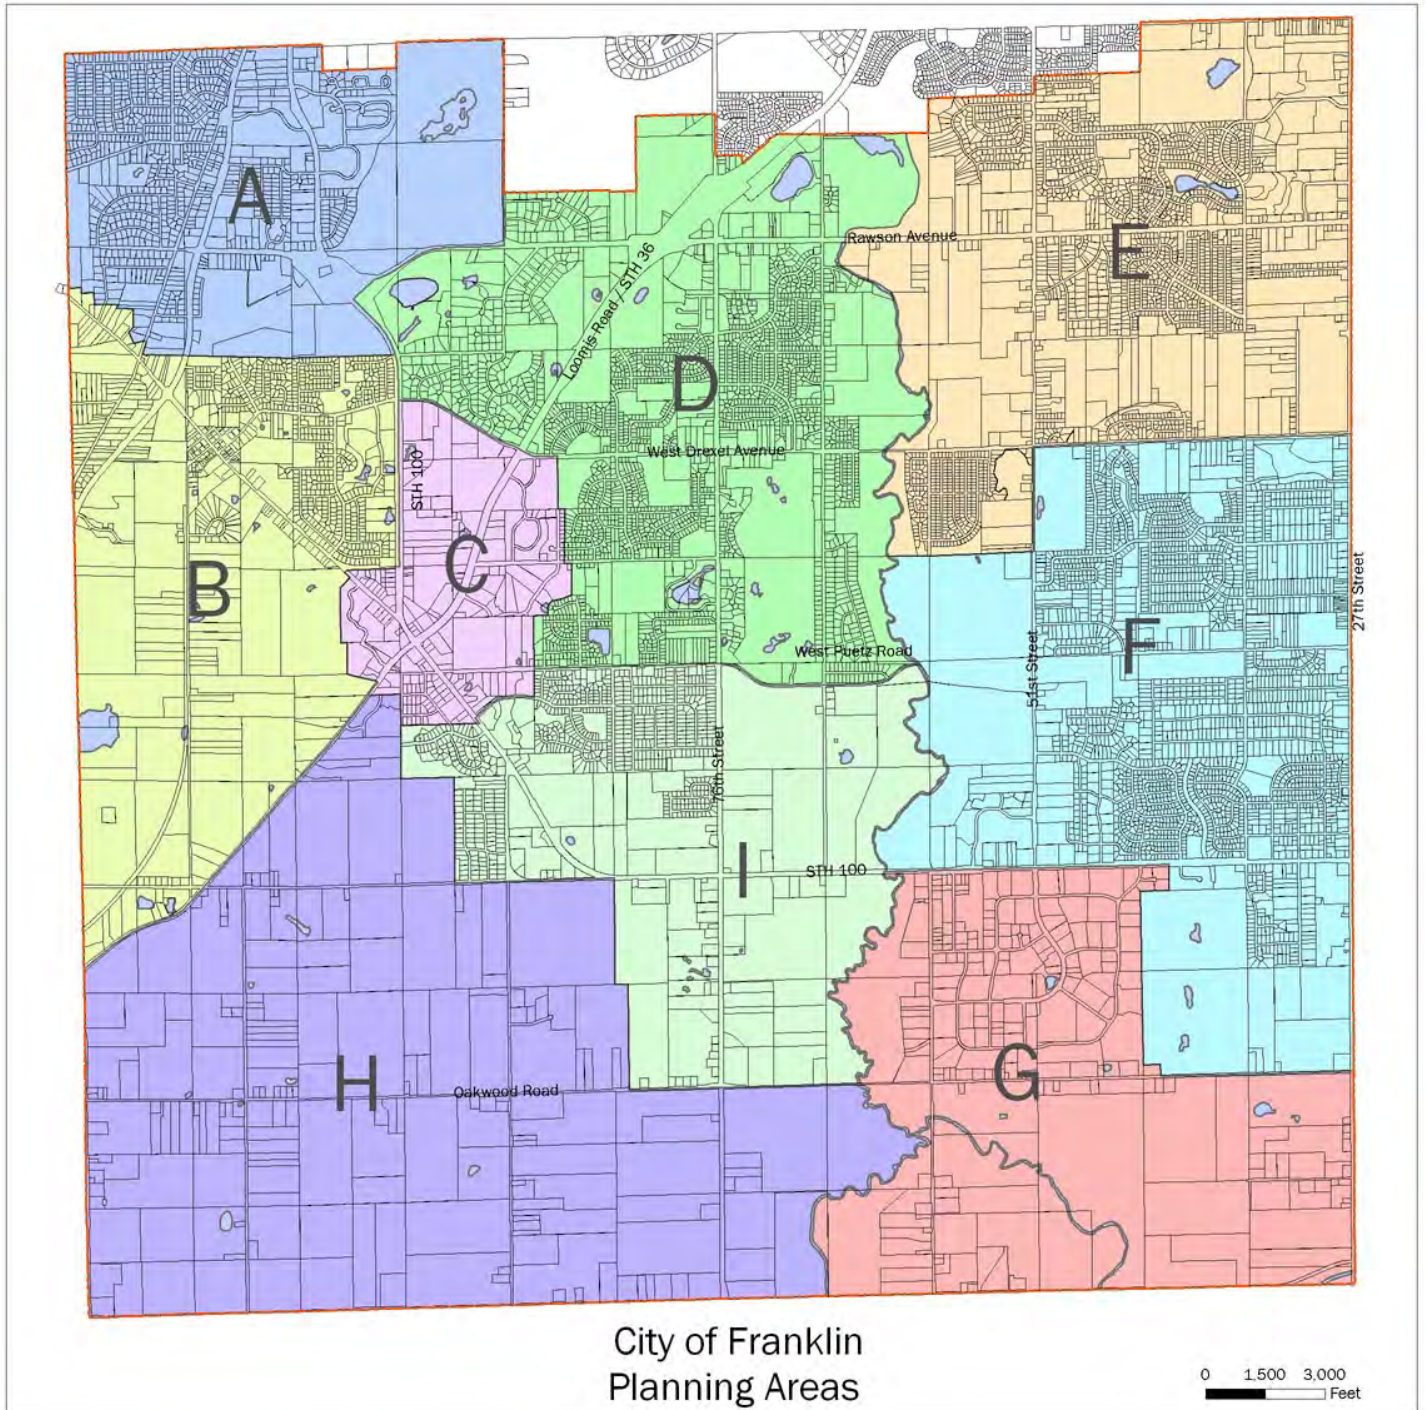 A
Rawson Avenue
E
Loomis Road / STH 36
D
West Drexel Avenue
STH 100
C
B
27th Street
F
West Puetz Road
51st Street
76th Street
I
STH 100
G
H
Oakwood Road
City of Franklin
Planning Areas
0 1,500 3,000
Feet